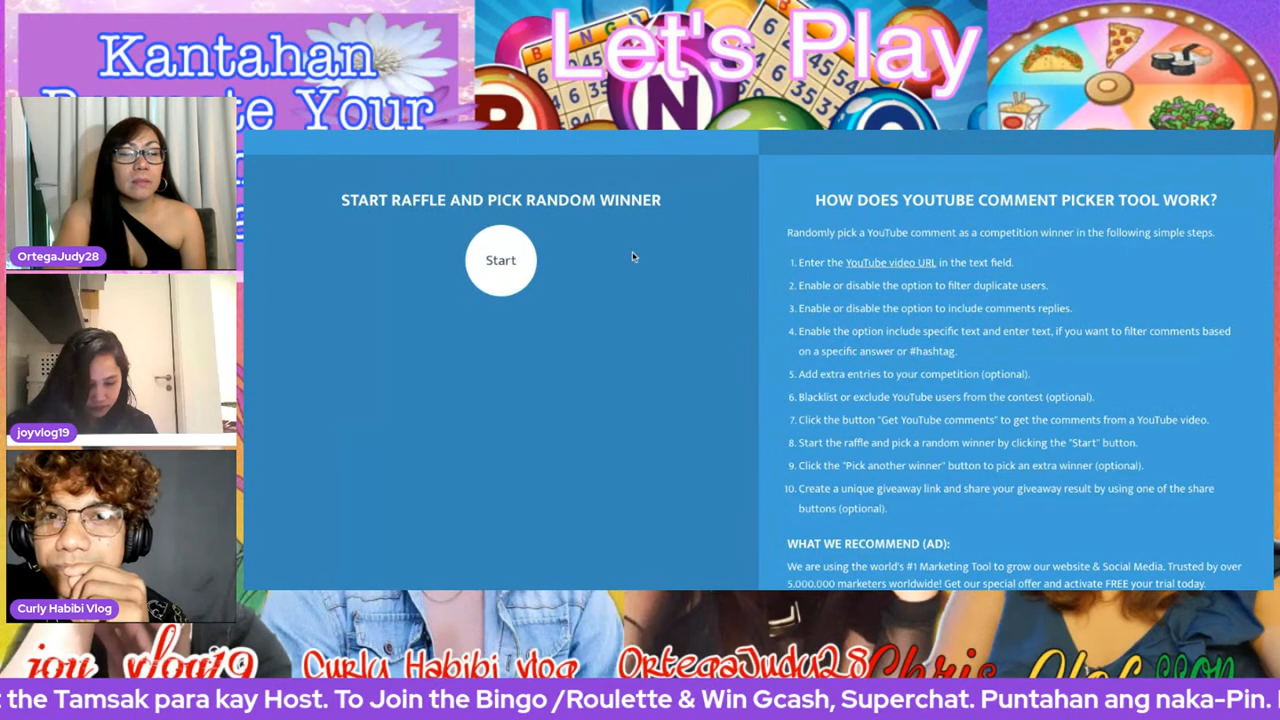 Kantahan
Let's Play
te Your
B I N G
START RAFFLE AND PICK RANDOM WINNER
Start
HOW DOES YOUTUBE COMMENT PICKER TOOL WORK?
Randomly pick a YouTube comment as a competition winner in the following simple steps.
1. Enter the YouTube video URL in the text field.
2. Enable or disable the option to filter duplicate users.
3. Enable or disable the option to include comments replies.
4. Enable the option include specific text and enter text, if you want to filter comments based
on a specific answer or #hashtag.
5. Add extra entries to your competition (optional).
6. Blacklist or exclude YouTube users from the contest (optional).
7. Click the button "Get YouTube comments" to get the comments from a YouTube video.
8. Start the raffle and pick a random winner by clicking the "Start" button.
9. Click the "Pick another winner" button to pick an extra winner (optional).
10. Create a unique giveaway link and share your giveaway result by using one of the share
buttons (optional).
WHAT WE RECOMMEND (AD):
We are using the world's #1 Marketing Tool to grow our website & Social Media. Trusted by over
5.000.000 marketers worldwide! Get our special offer and activate FREE your trial today.
OrtegaJudy28
joyvlog19
Curly Habibi Vlog
joy vlog19
Curly Habibi vlog
OrtegaJudy28
Chris
the Tamsak para kay Host. To Join the Bingo /Roulette & Win Gcash, Superchat. Puntahan ang naka-Pin.